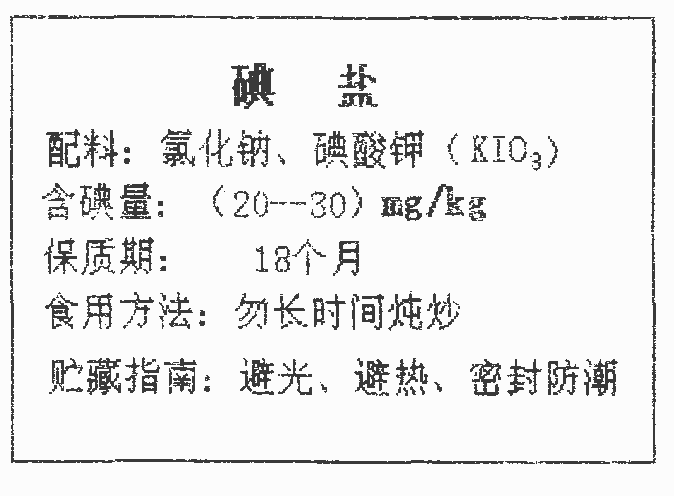 碘 盐
配料：氯化钠、碘酸钾（KIO₃）
含碘量：（20--30）mg/kg
保质期： 18个月
食用方法：勿长时间炖炒
贮藏指南：避光、避热、密封防潮